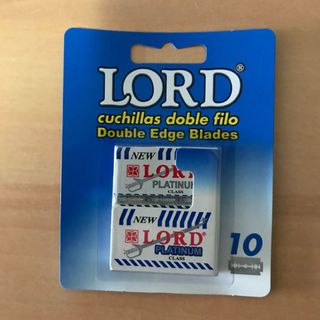 LORD®
cuchillas doble filo
Double Edge Blades
NEW
LORD
PLATINUM
CLASS
NEW
LORD®
PLATINUM
CLASS
10